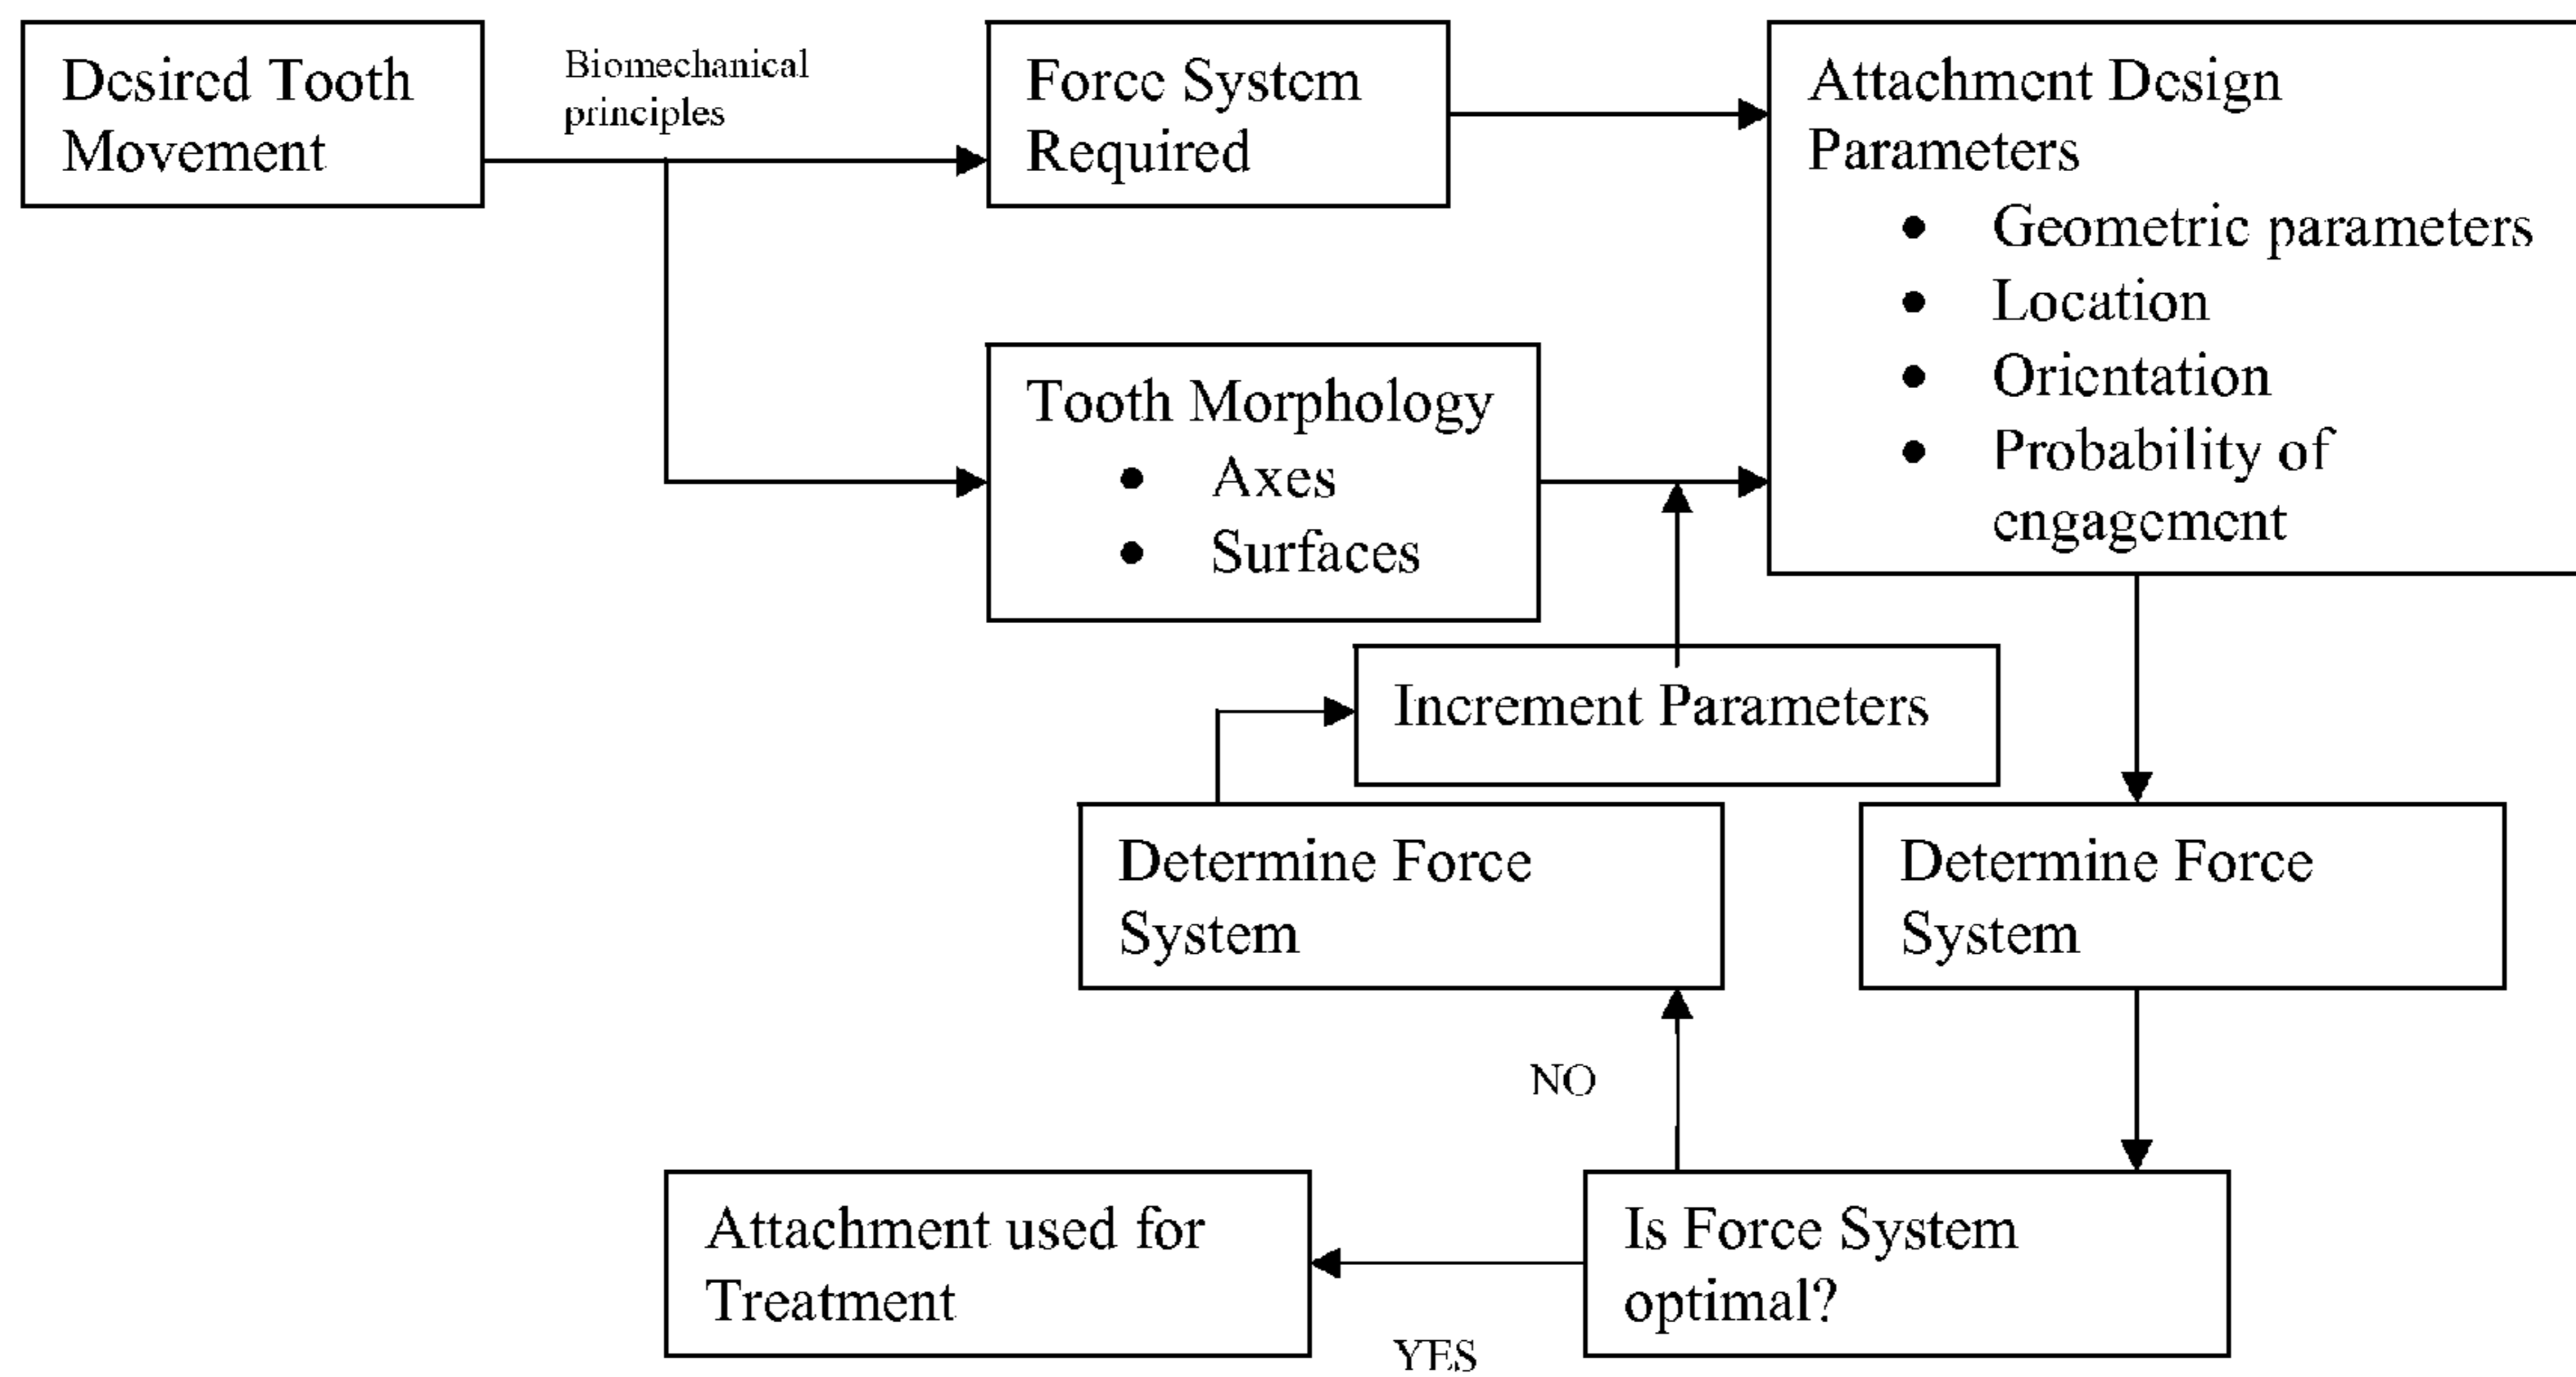 Desired Tooth
Movement
Biomechanical
principles
Force System
Required
Attachment Design
Parameters
● Geometric parameters
● Location
● Orientation
● Probability of
engagement
Tooth Morphology
● Axes
● Surfaces
Increment Parameters
Determine Force
System
Determine Force
System
NO
Is Force System
optimal?
YES
Attachment used for
Treatment